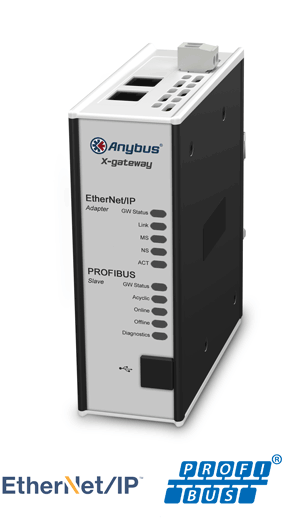 Anybus®
X-gateway
EtherNet/IP
Adapter
GW Status
Link
MS
NS
ACT
PROFIBUS
Slave
GW Status
Acyclic
Online
Offline
Diagnostics
EtherNet/IP™
PROFI®
BUS